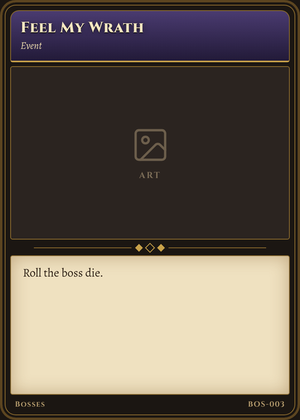 Feel My Wrath
Event
ART
Roll the boss die.
Bosses
BOS-003